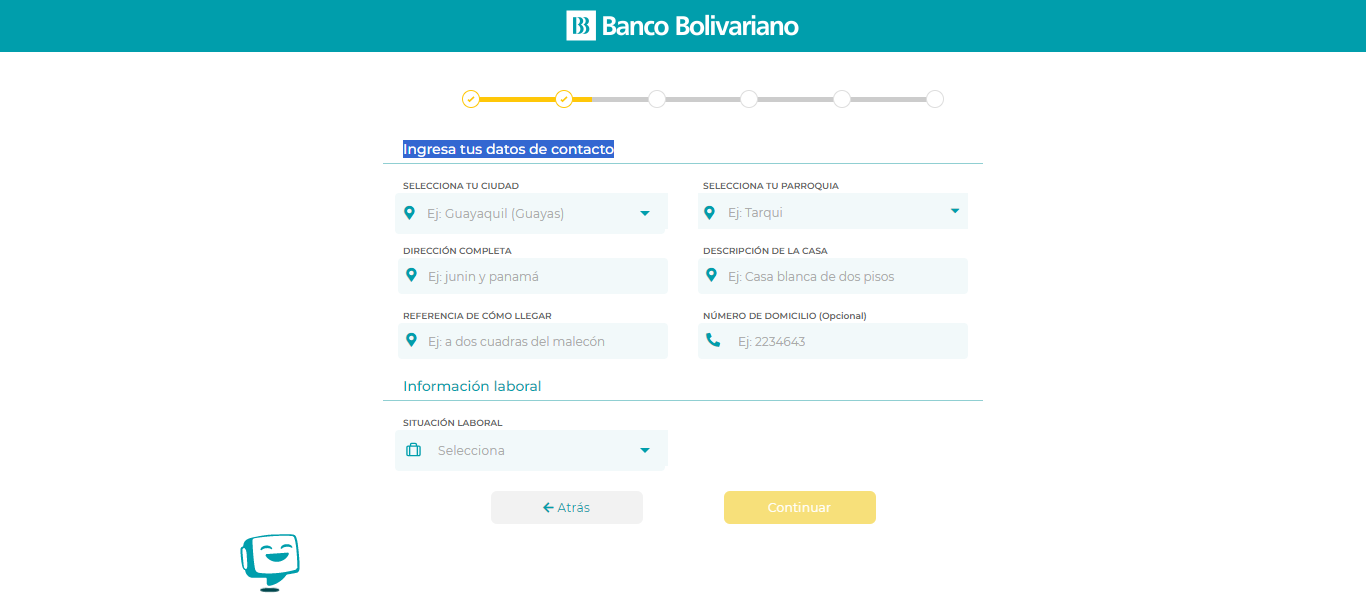 Banco Bolivariano
Ingresa tus datos de contacto
SELECCIONA TU CIUDAD
SELECCIONA TU PARROQUIA
Ej: Guayaquil (Guayas)
Ej: Tarqui
DIRECCIÓN COMPLETA
DESCRIPCIÓN DE LA CASA
Ej: junin y panamá
Ej: Casa blanca de dos pisos
REFERENCIA DE CÓMO LLEGAR
NÚMERO DE DOMICILIO (Opcional)
Ej: a dos cuadras del malecón
Ej: 2234643
Información laboral
SITUACIÓN LABORAL
Selecciona
Atrás
Continuar